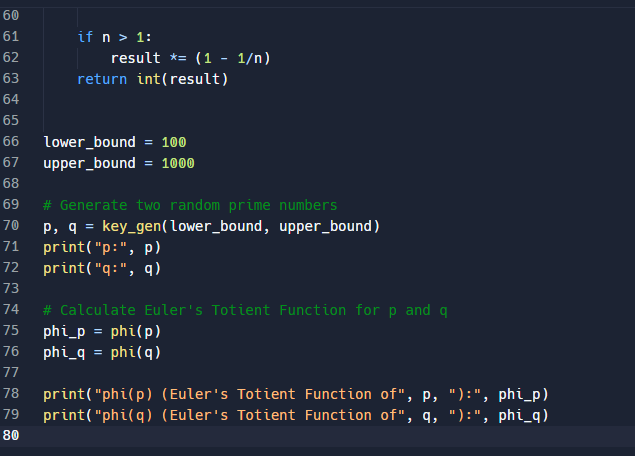 60
61 if n > 1:
62 result *= (1 - 1/n)
63 return int(result)
64
65
66 lower_bound = 100
67 upper_bound = 1000
68
69 # Generate two random prime numbers
70 p, q = key_gen(lower_bound, upper_bound)
71 print("p:", p)
72 print("q:", q)
73
74 # Calculate Euler's Totient Function for p and q
75 phi_p = phi(p)
76 phi_q = phi(q)
77
78 print("phi(p) (Euler's Totient Function of", p, "):", phi_p)
79 print("phi(q) (Euler's Totient Function of", q, "):", phi_q)
80